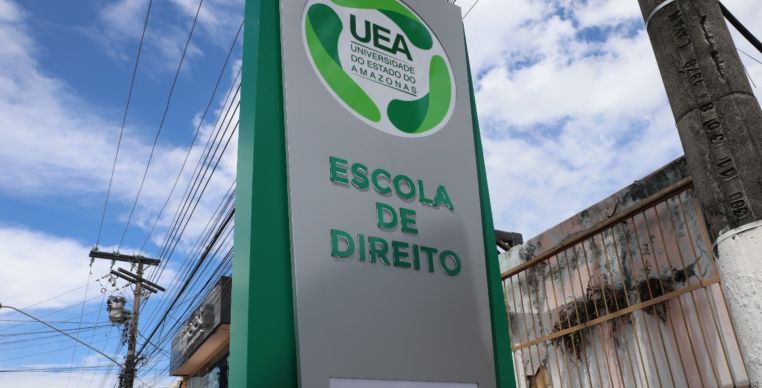 UEA
UNIVERSIDADE
DO ESTADO DO
AMAZONAS
ESCOLA
DE
DIREITO